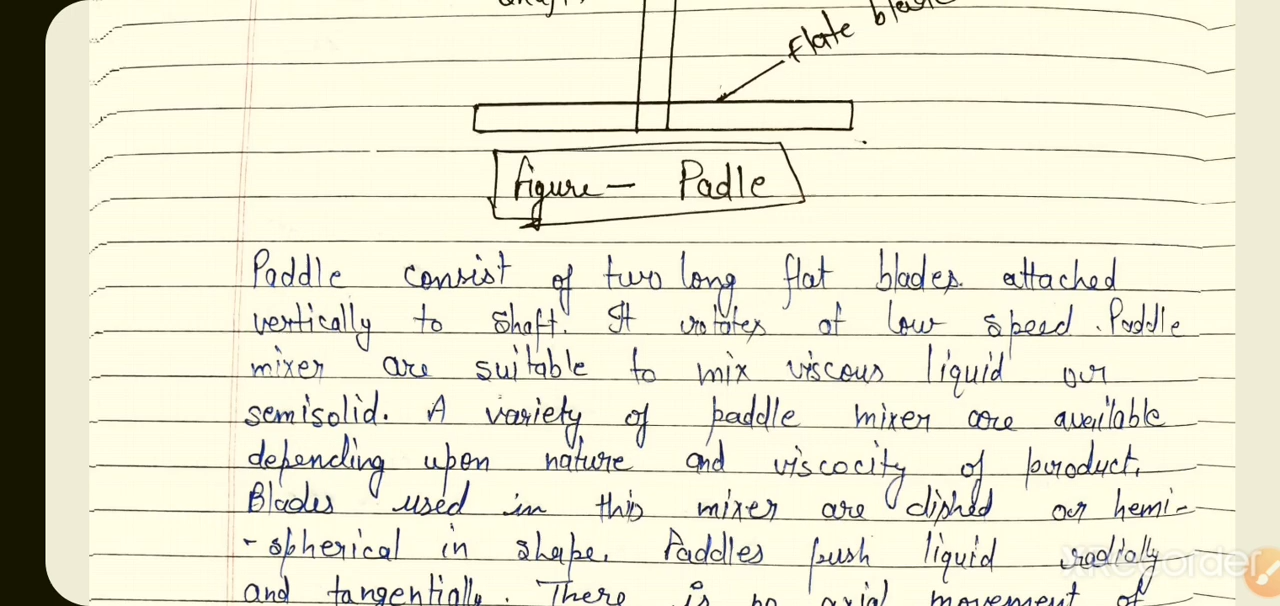 flate
figure — Padle
Paddle consist of two long flat blades attached
vertically to shaft. It rotates at low speed. Paddle
mixer are suitable to mix viscous liquid or
semisolid. A variety of paddle mixer are available
depending upon nature and viscocity of product.
Blades used in this mixer are dished or hemi-
-spherical in shape. Paddles push liquid radially
XRecorder
and tangentially. There is no axial movement of